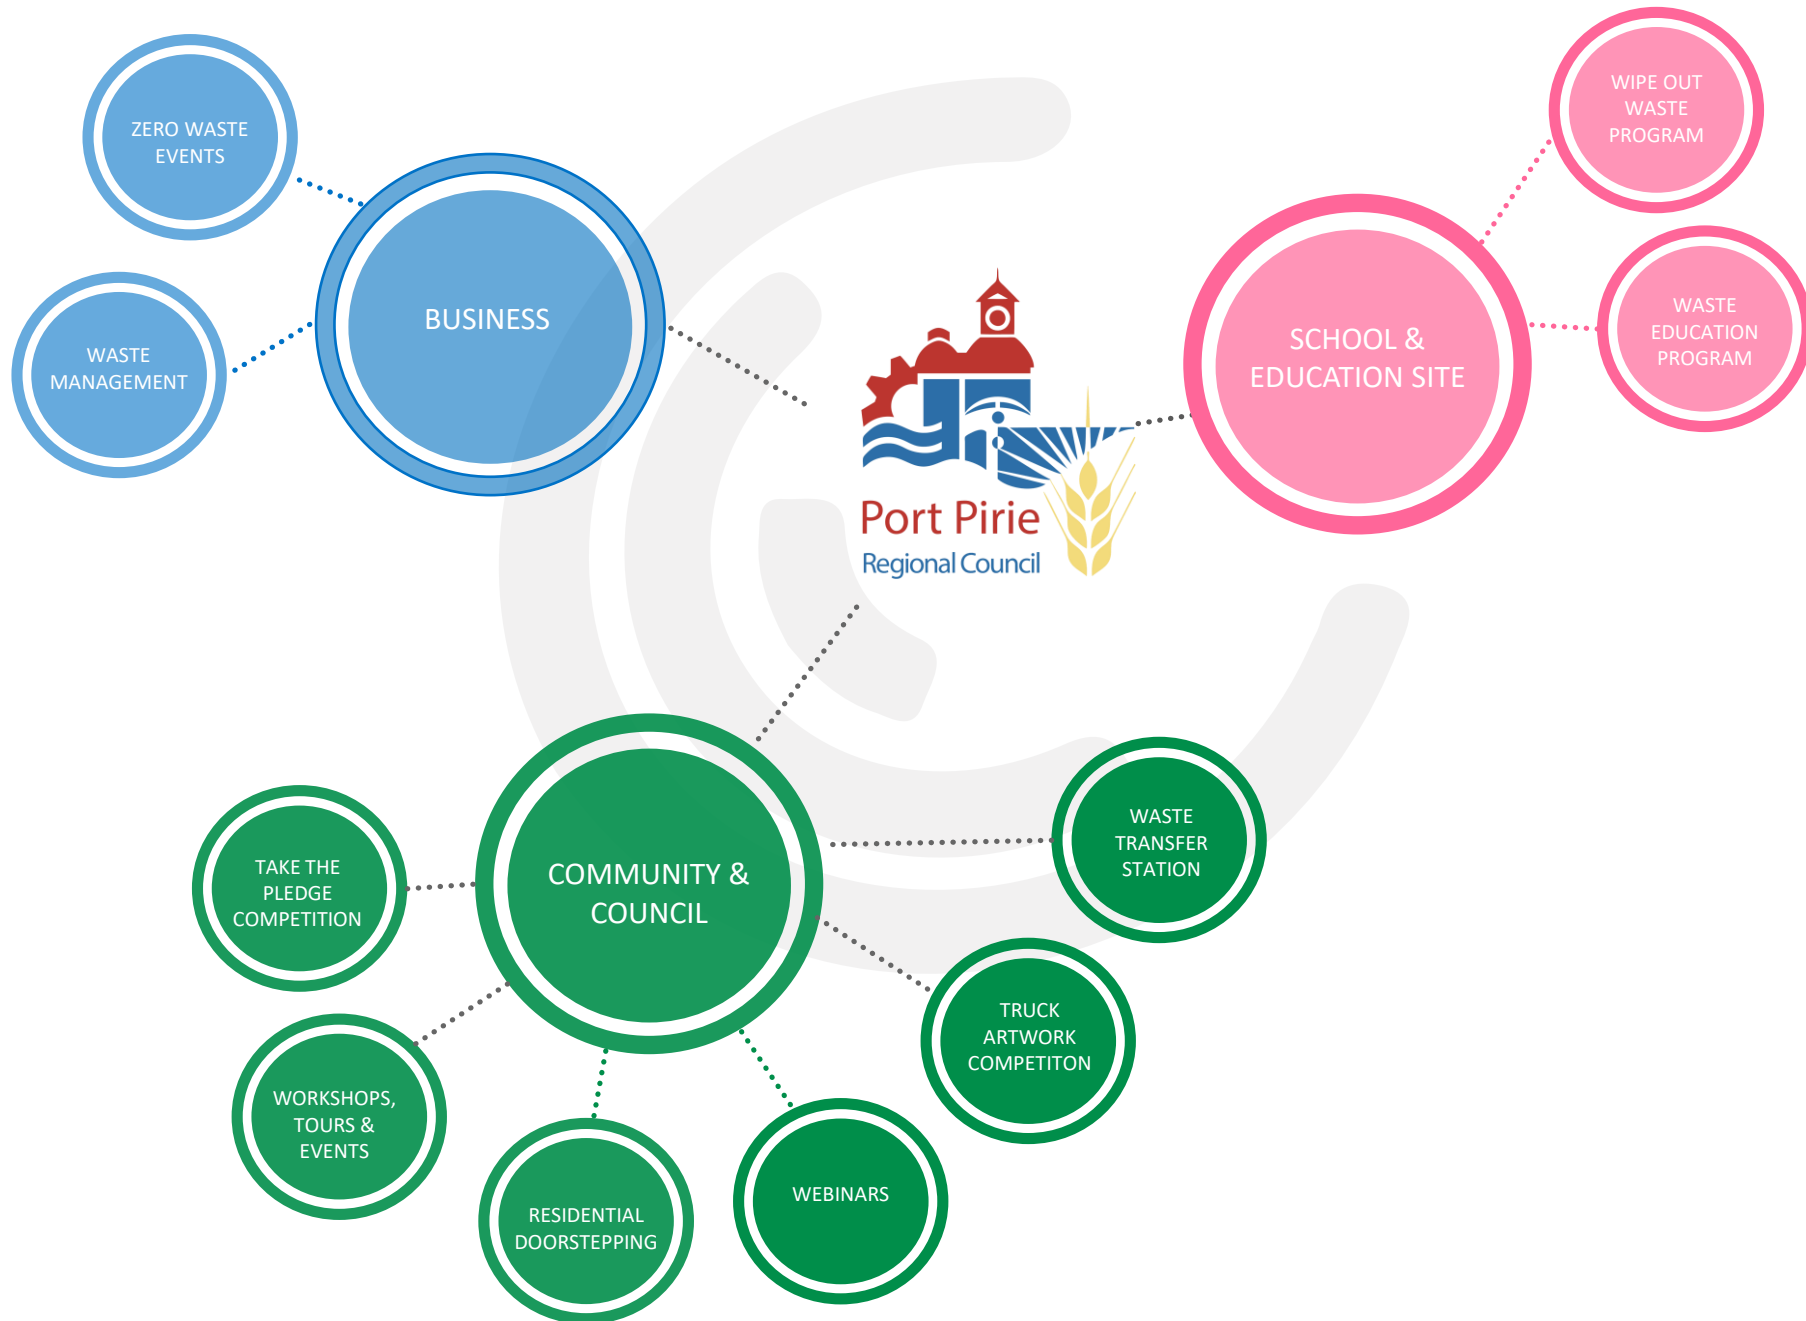 ZERO WASTE
EVENTS
WASTE
MANAGEMENT
BUSINESS
WIPE OUT
WASTE
PROGRAM
WASTE
EDUCATION
PROGRAM
SCHOOL &
EDUCATION SITE
Port Pirie
Regional Council
COMMUNITY &
COUNCIL
TAKE THE
PLEDGE
COMPETITION
WORKSHOPS,
TOURS &
EVENTS
RESIDENTIAL
DOORSTEPPING
WEBINARS
TRUCK
ARTWORK
COMPETITON
WASTE
TRANSFER
STATION